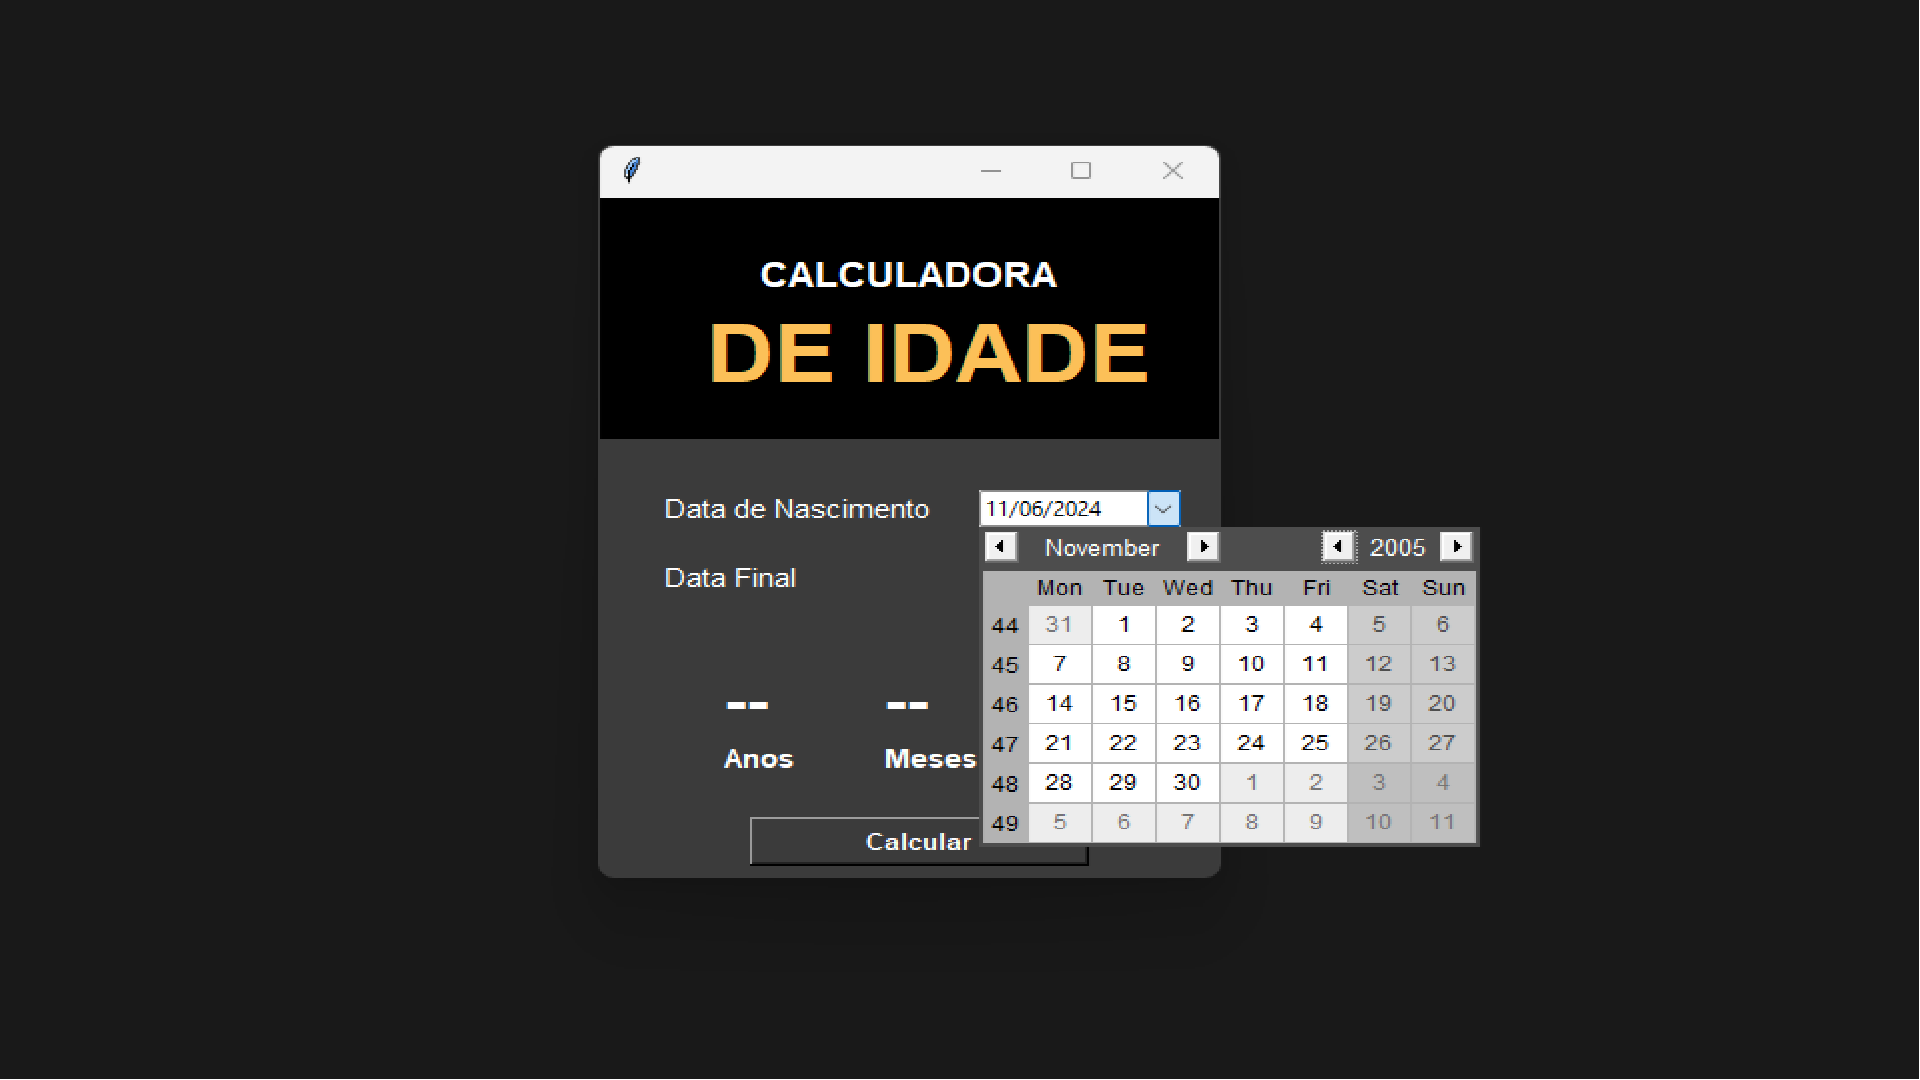 CALCULADORA
DE IDADE
Data de Nascimento 11/06/2024
November 2005
Data Final
Mon Tue Wed Thu Fri Sat Sun
44 31 1 2 3 4 5 6
45 7 8 9 10 11 12 13
46 14 15 16 17 18 19 20
47 21 22 23 24 25 26 27
48 28 29 30 1 2 3 4
49 5 6 7 8 9 10 11
-- --
Anos Meses
Calcular